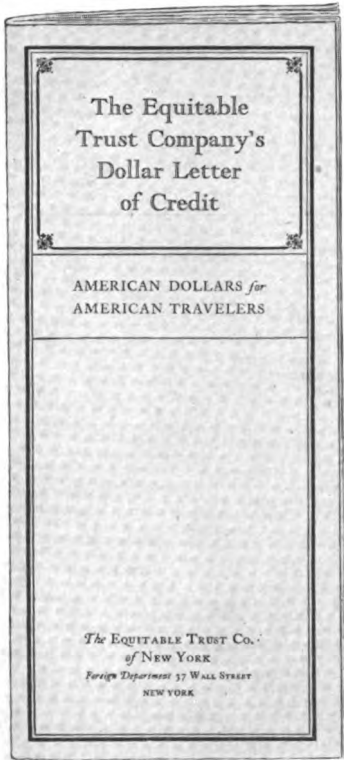 The Equitable
Trust Company's
Dollar Letter
of Credit
AMERICAN DOLLARS for
AMERICAN TRAVELERS
The EQUITABLE TRUST CO.
of NEW YORK
Foreign Department 37 WALL STREET
NEW YORK